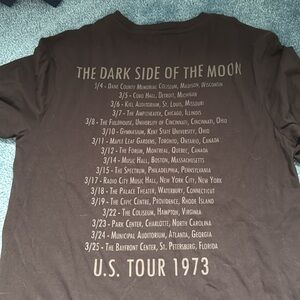 THE DARK SIDE OF THE MOON
3/4 - DANE COUNTY MEMORIAL COLISEUM, MADISON, WISCONSIN
3/5 - COBO HALL, DETROIT, MICHIGAN
3/6 - KIEL AUDITORIUM, ST. LOUIS, MISSOURI
3/7 - THE AMPITHEATER, CHICAGO, ILLINOIS
3/8 - THE FIELDHOUSE, UNIVERSITY OF CINCINNATI, CINCINNATI, OHIO
3/10 - GYMNASIUM, KENT STATE UNIVERSITY, OHIO
3/11 - MAPLE LEAF GARDENS, TORONTO, ONTARIO, CANADA
3/12 - THE FORUM, MONTREAL, QUEBEC, CANADA
3/14 - MUSIC HALL, BOSTON, MASSACHUSETTS
3/15 - THE SPECTRUM, PHILADELPHIA, PENNSYLVANIA
3/17 - RADIO CITY MUSIC HALL, NEW YORK CITY, NEW YORK
3/18 - THE PALACE THEATER, WATERBURY, CONNECTICUT
3/19 - THE CIVIC CENTRE, PROVIDENCE, RHODE ISLAND
3/22 - THE COLISEUM, HAMPTON, VIRGINIA
3/23 - PARK CENTER, CHARLOTTE, NORTH CAROLINA
3/24 - MUNICIPAL AUDITORIUM, ATLANTA, GEORGIA
3/25 - THE BAYFRONT CENTER, ST. PETERSBURG, FLORIDA
U.S. TOUR 1973